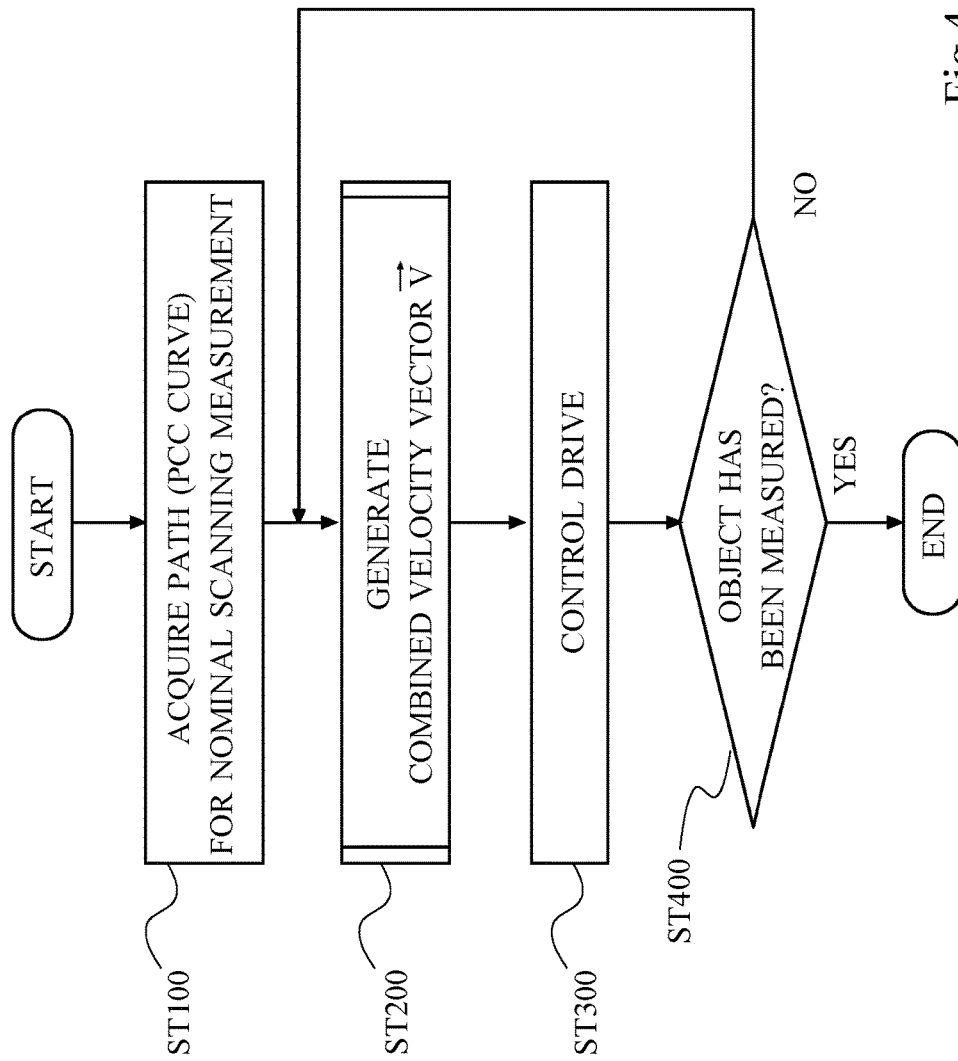 START
ST100
ACQUIRE PATH (PCC CURVE)
FOR NOMINAL SCANNING MEASUREMENT
ST200
GENERATE
COMBINED VELOCITY VECTOR V
ST300
CONTROL DRIVE
ST400
OBJECT HAS
BEEN MEASURED?
NO
YES
END
Fig.4